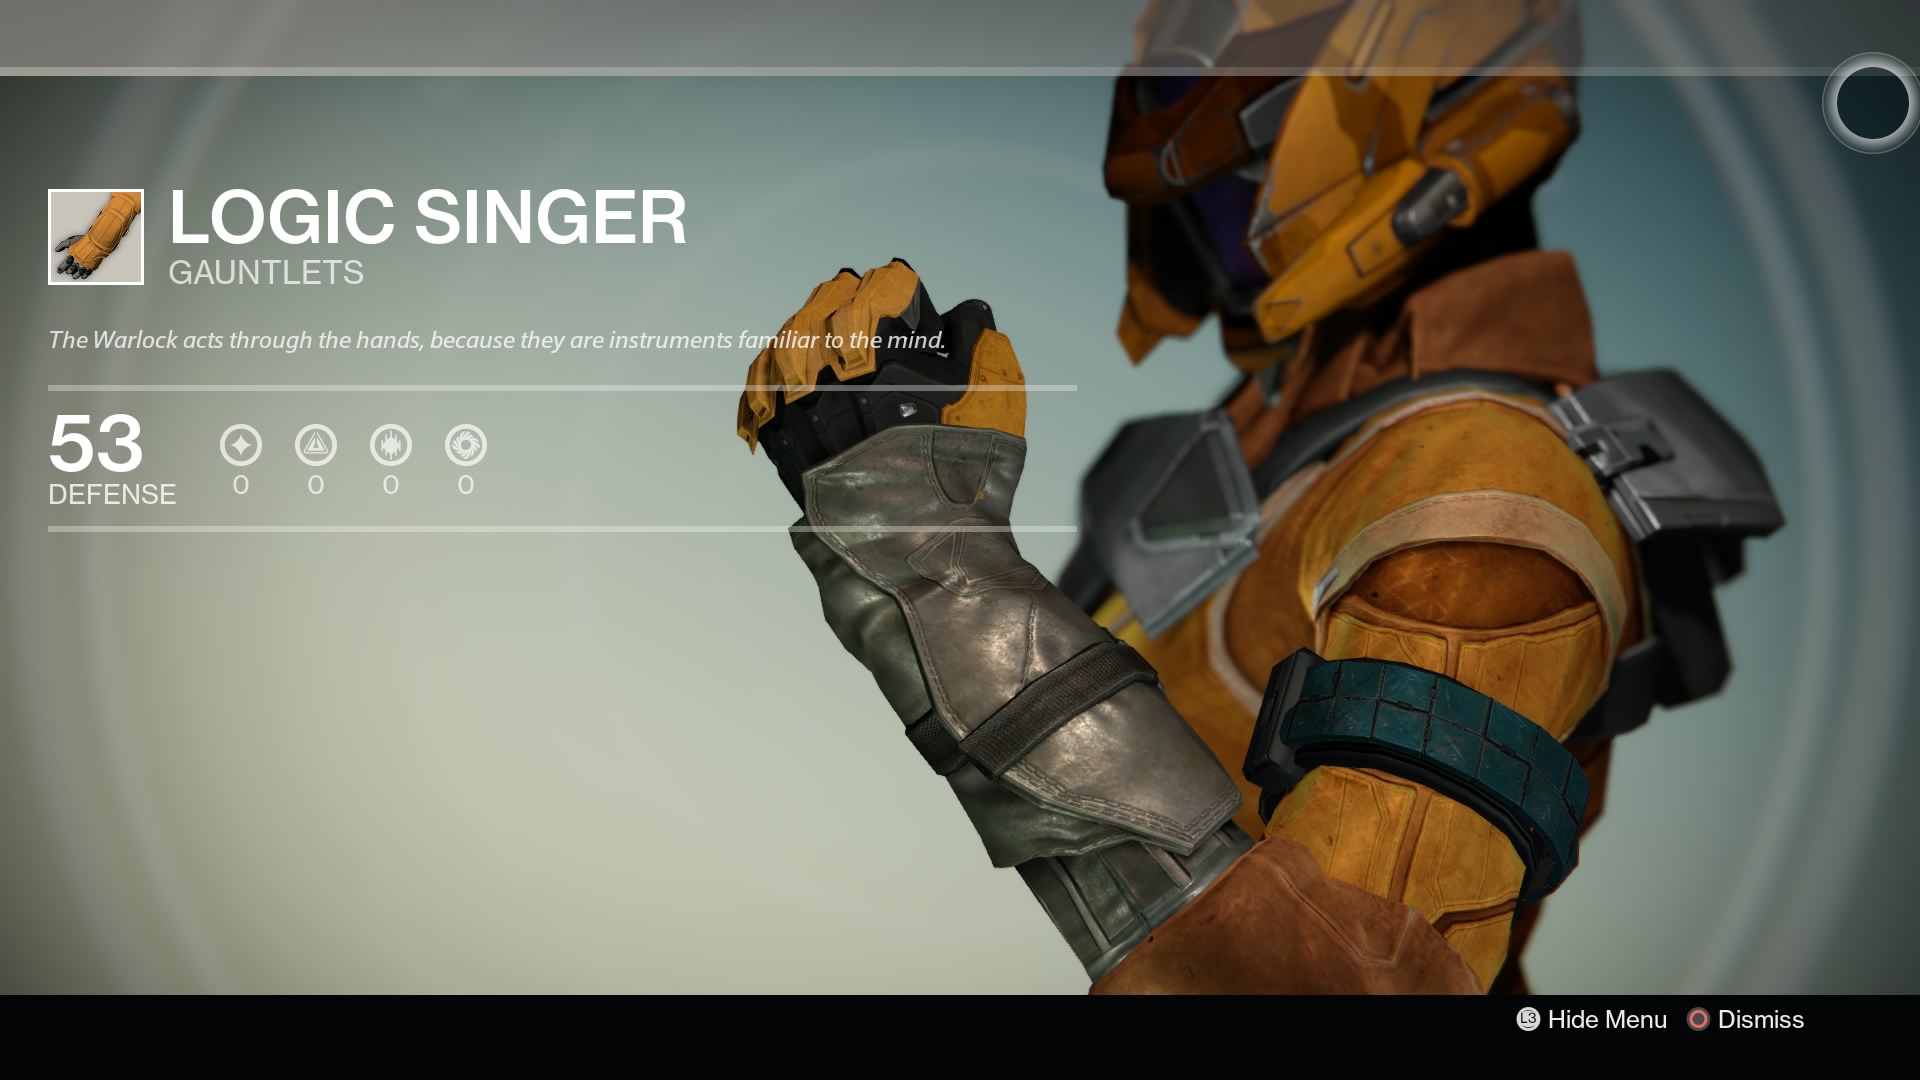 LOGIC SINGER
GAUNTLETS
The Warlock acts through the hands, because they are instruments familiar to the mind.
53
DEFENSE
0 0 0 0
L3 Hide Menu Dismiss